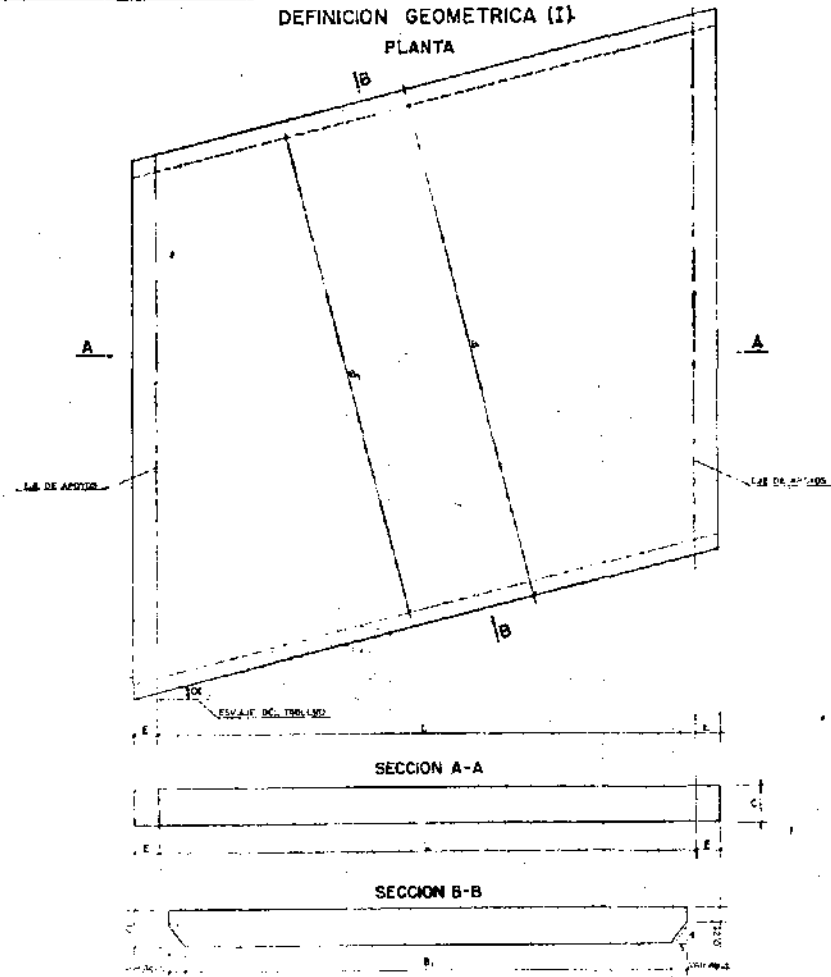 DEFINICION GEOMETRICA (I)
PLANTA
B
A
A
EJE DE APOYOS
EJE DE APOYOS
B
α
ESVIAJE DEL TABLERO
E
L
E
SECCION A-A
C
E
L
E
SECCION B-B
C
B₁